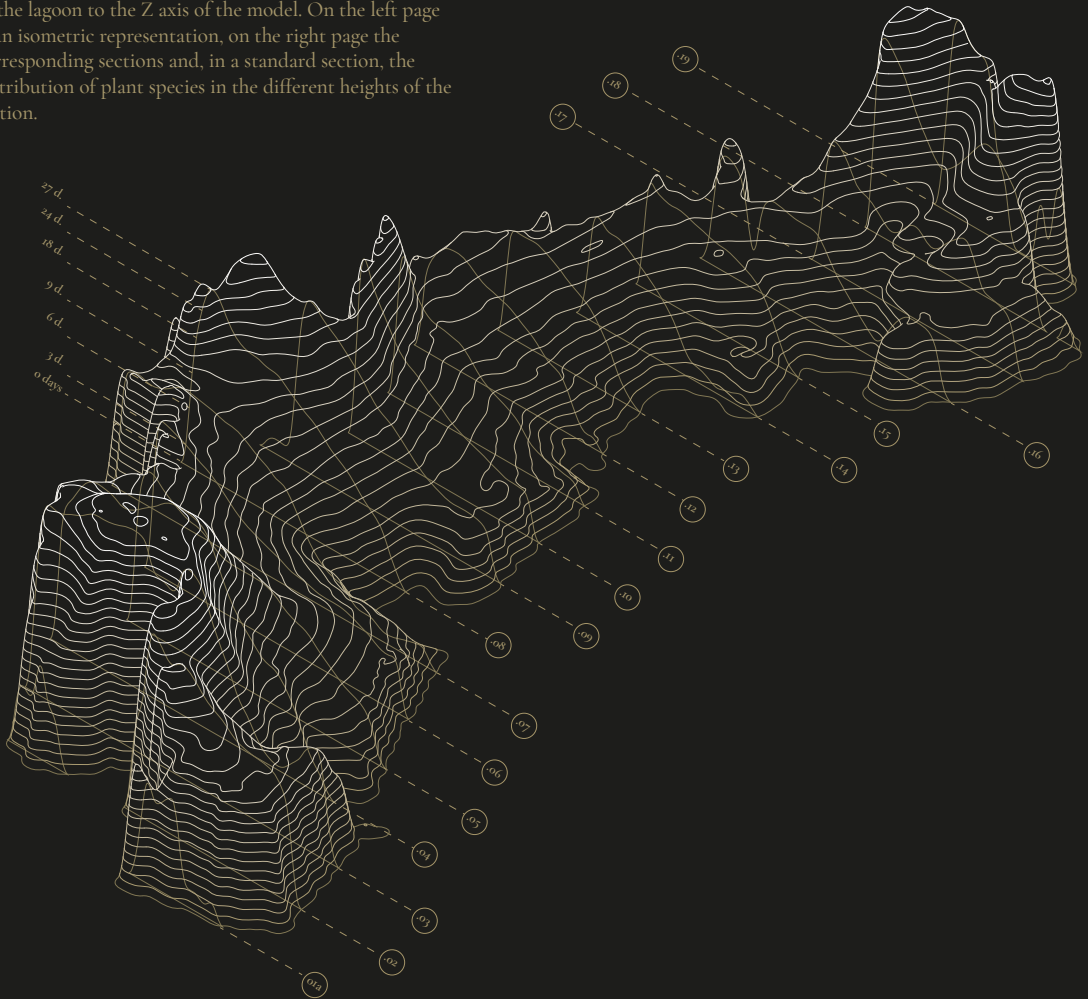 the lagoon to the Z axis of the model. On the left page
n isometric representation, on the right page the
rresponding sections and, in a standard section, the
tribution of plant species in the different heights of the
tion.
.19
.18
.17
27 d.
24 d.
18 d.
9 d.
6 d.
3 d.
0 days
.15
.16
.13
.14
.12
.11
.10
.09
.08
.07
.06
.05
.04
.03
.02
.01a